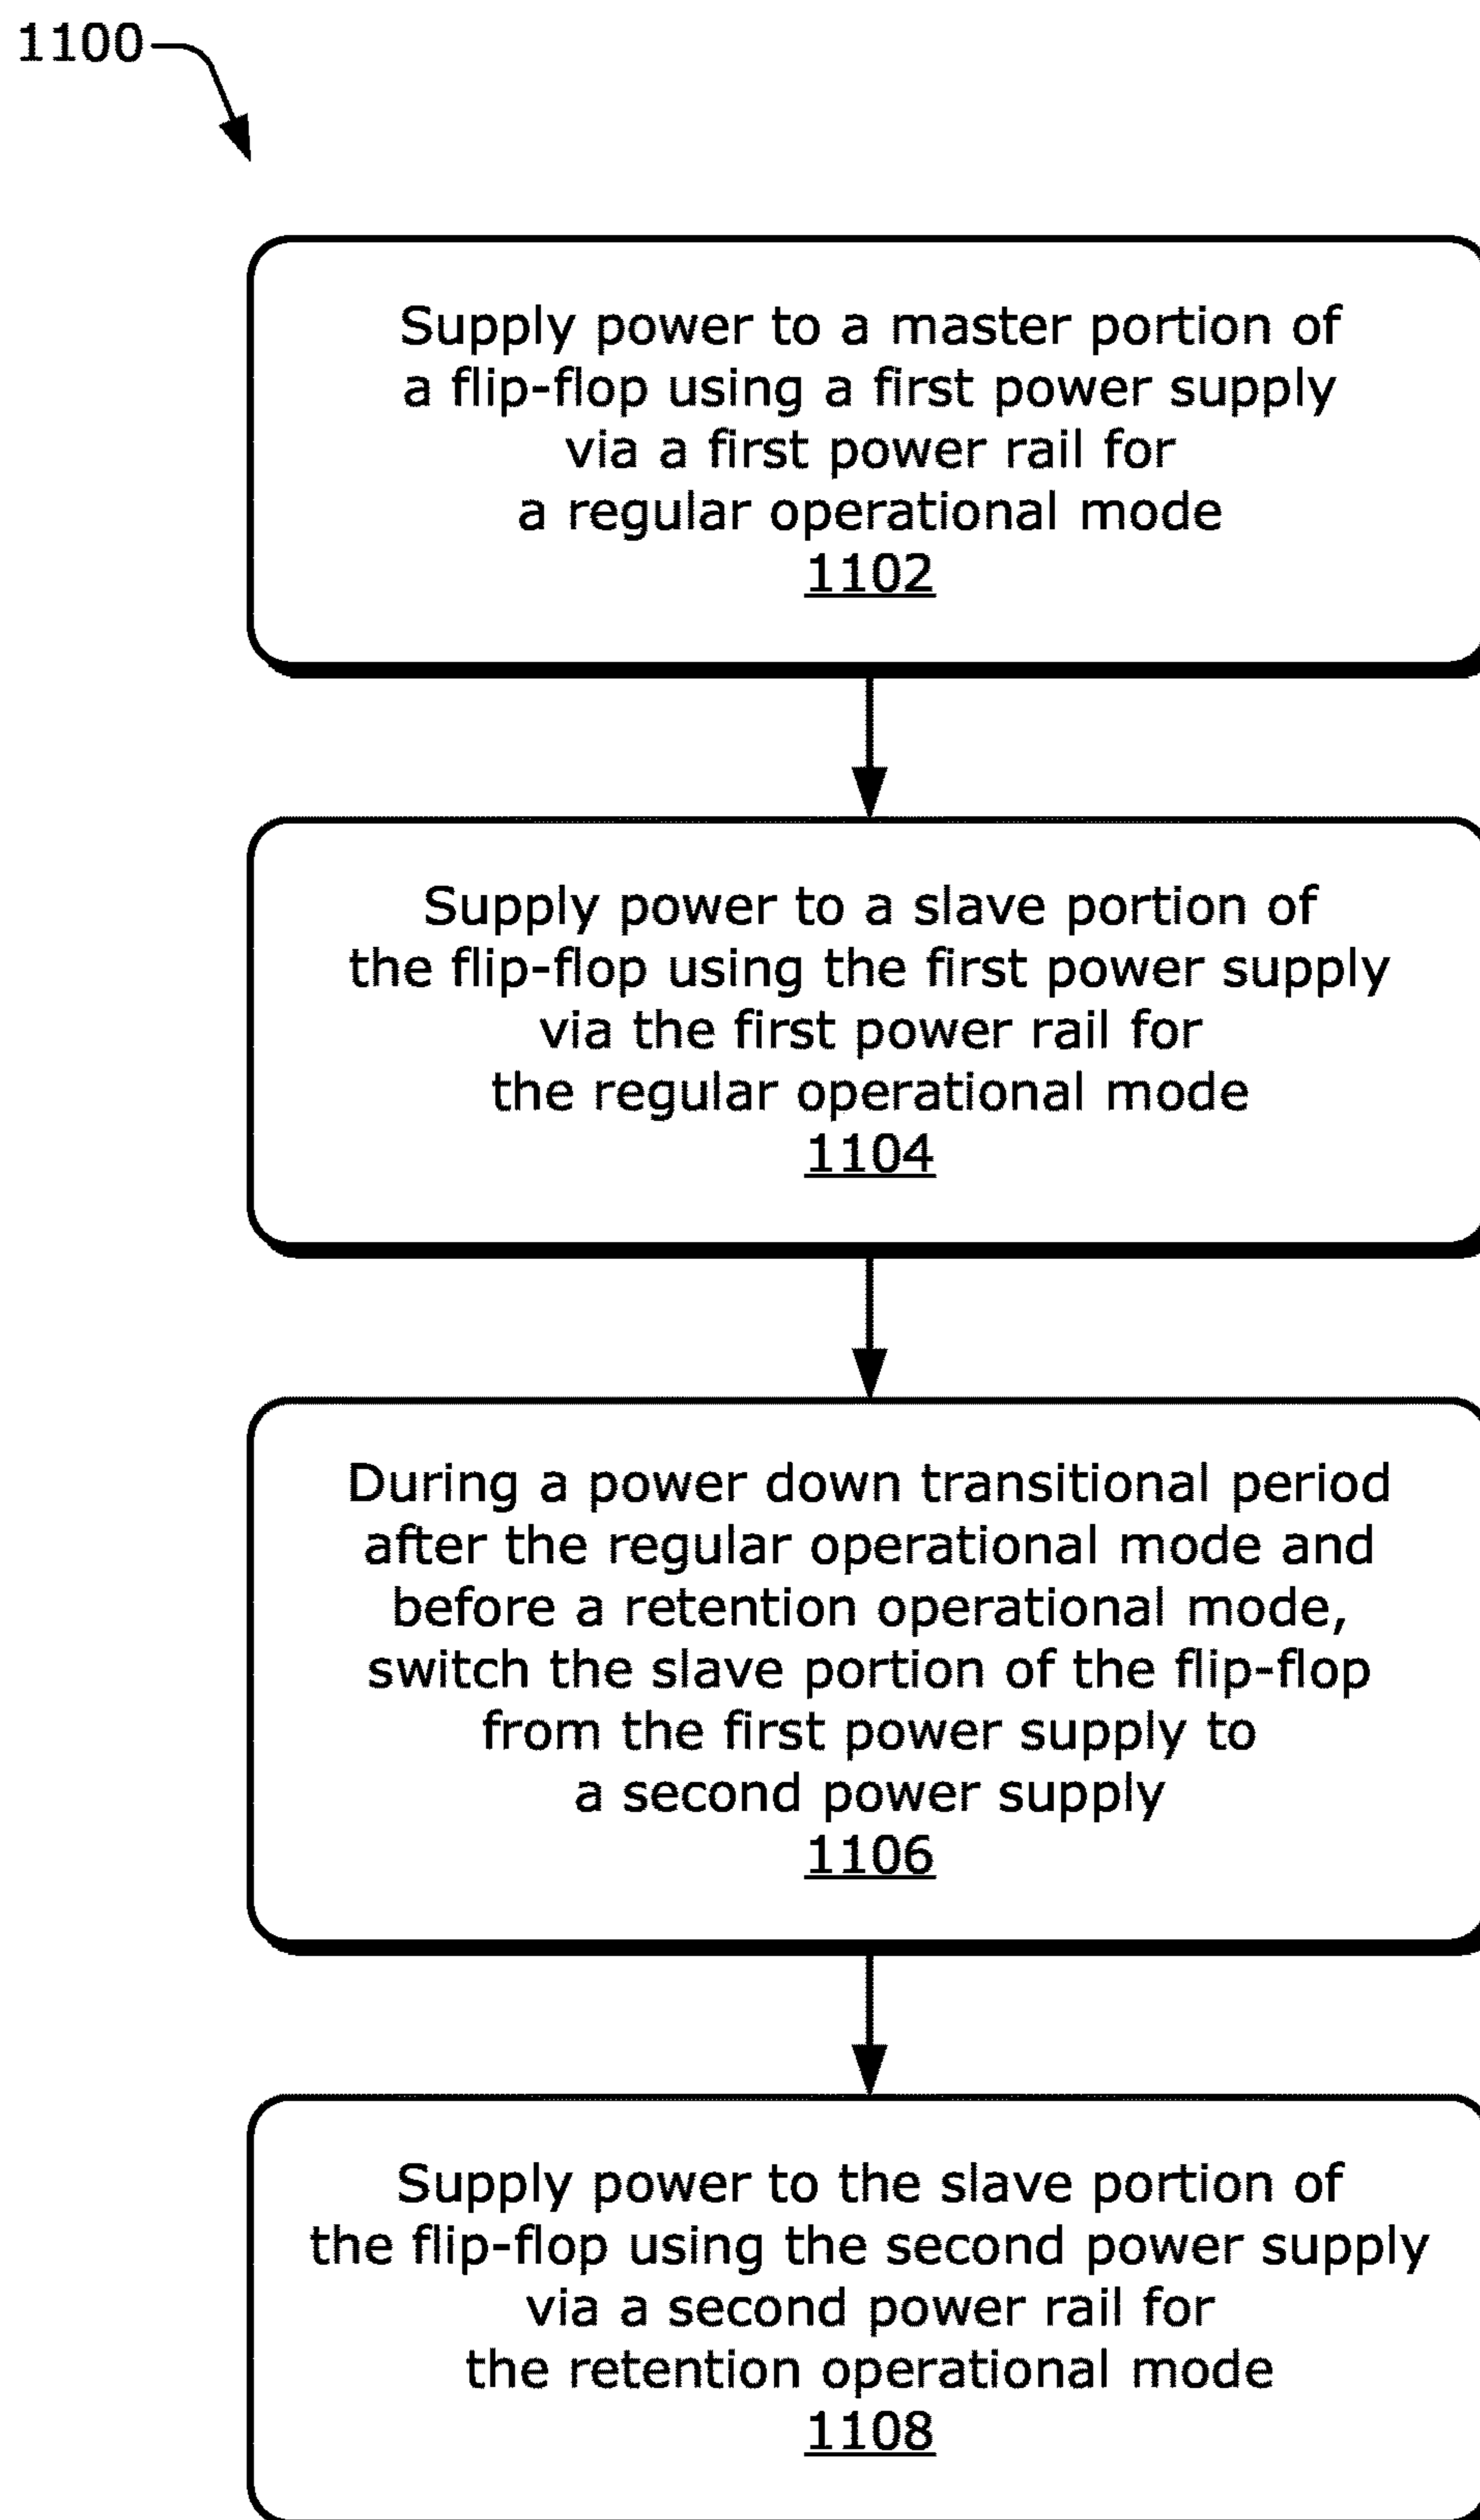 1100
Supply power to a master portion of
a flip-flop using a first power supply
via a first power rail for
a regular operational mode
1102
Supply power to a slave portion of
the flip-flop using the first power supply
via the first power rail for
the regular operational mode
1104
During a power down transitional period
after the regular operational mode and
before a retention operational mode,
switch the slave portion of the flip-flop
from the first power supply to
a second power supply
1106
Supply power to the slave portion of
the flip-flop using the second power supply
via a second power rail for
the retention operational mode
1108